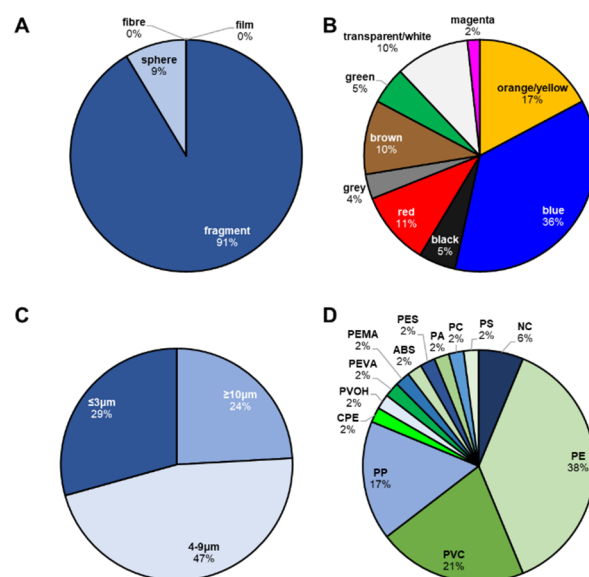 A
fibre
0%
film
0%
sphere
9%
fragment
91%
B
magenta
2%
transparent/white
10%
orange/yellow
17%
green
5%
brown
10%
grey
4%
red
11%
black
5%
blue
36%
C
≤3µm
29%
≥10µm
24%
4-9µm
47%
D
PES
2%
PC
2%
PS
2%
NC
6%
PEMA
2%
ABS
2%
PA
2%
PEVA
2%
PVOH
2%
CPE
2%
PP
17%
PE
38%
PVC
21%